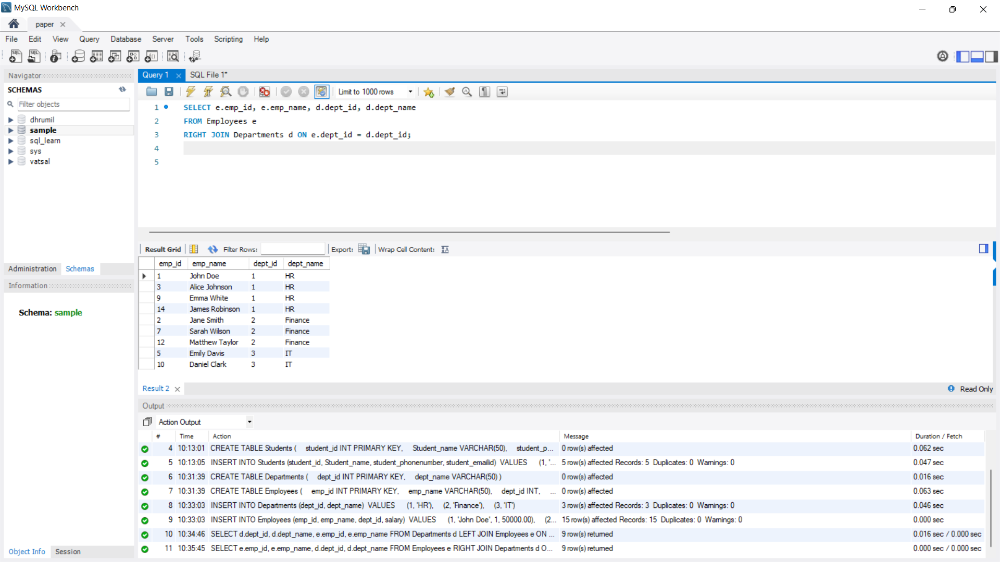 MySQL Workbench
paper
File Edit View Query Database Server Tools Scripting Help
Navigator
SCHEMAS
Filter objects
dhrumil
sample
sql_learn
sys
vatsal
Administration Schemas
Information
Schema: sample
Object Info Session
Query 1 SQL File 1*
Limit to 1000 rows
1 SELECT e.emp_id, e.emp_name, d.dept_id, d.dept_name
2 FROM Employees e
3 RIGHT JOIN Departments d ON e.dept_id = d.dept_id;
4
5
Result Grid Filter Rows: Export: Wrap Cell Content:
emp_id emp_name dept_id dept_name
1 John Doe 1 HR
3 Alice Johnson 1 HR
9 Emma White 1 HR
14 James Robinson 1 HR
2 Jane Smith 2 Finance
7 Sarah Wilson 2 Finance
12 Matthew Taylor 2 Finance
5 Emily Davis 3 IT
10 Daniel Clark 3 IT
Result 2 Read Only
Output
Action Output
# Time Action Message Duration / Fetch
4 10:13:01 CREATE TABLE Students ( student_id INT PRIMARY KEY, Student_name VARCHAR(50), student_p... 0 row(s) affected 0.062 sec
5 10:13:05 INSERT INTO Students (student_id, Student_name, student_phonenumber, student_emailid) VALUES (1, '... 5 row(s) affected Records: 5 Duplicates: 0 Warnings: 0 0.047 sec
6 10:31:39 CREATE TABLE Departments ( dept_id INT PRIMARY KEY, dept_name VARCHAR(50) ) 0 row(s) affected 0.016 sec
7 10:31:39 CREATE TABLE Employees ( emp_id INT PRIMARY KEY, emp_name VARCHAR(50), dept_id INT, ... 0 row(s) affected 0.063 sec
8 10:33:03 INSERT INTO Departments (dept_id, dept_name) VALUES (1, 'HR'), (2, 'Finance'), (3, 'IT') 3 row(s) affected Records: 3 Duplicates: 0 Warnings: 0 0.046 sec
9 10:33:03 INSERT INTO Employees (emp_id, emp_name, dept_id, salary) VALUES (1, 'John Doe', 1, 50000.00), (2... 15 row(s) affected Records: 15 Duplicates: 0 Warnings: 0 0.000 sec
10 10:34:46 SELECT d.dept_id, d.dept_name, e.emp_id, e.emp_name FROM Departments d LEFT JOIN Employees e ON ... 9 row(s) returned 0.016 sec / 0.000 sec
11 10:35:45 SELECT e.emp_id, e.emp_name, d.dept_id, d.dept_name FROM Employees e RIGHT JOIN Departments d O... 9 row(s) returned 0.000 sec / 0.000 sec